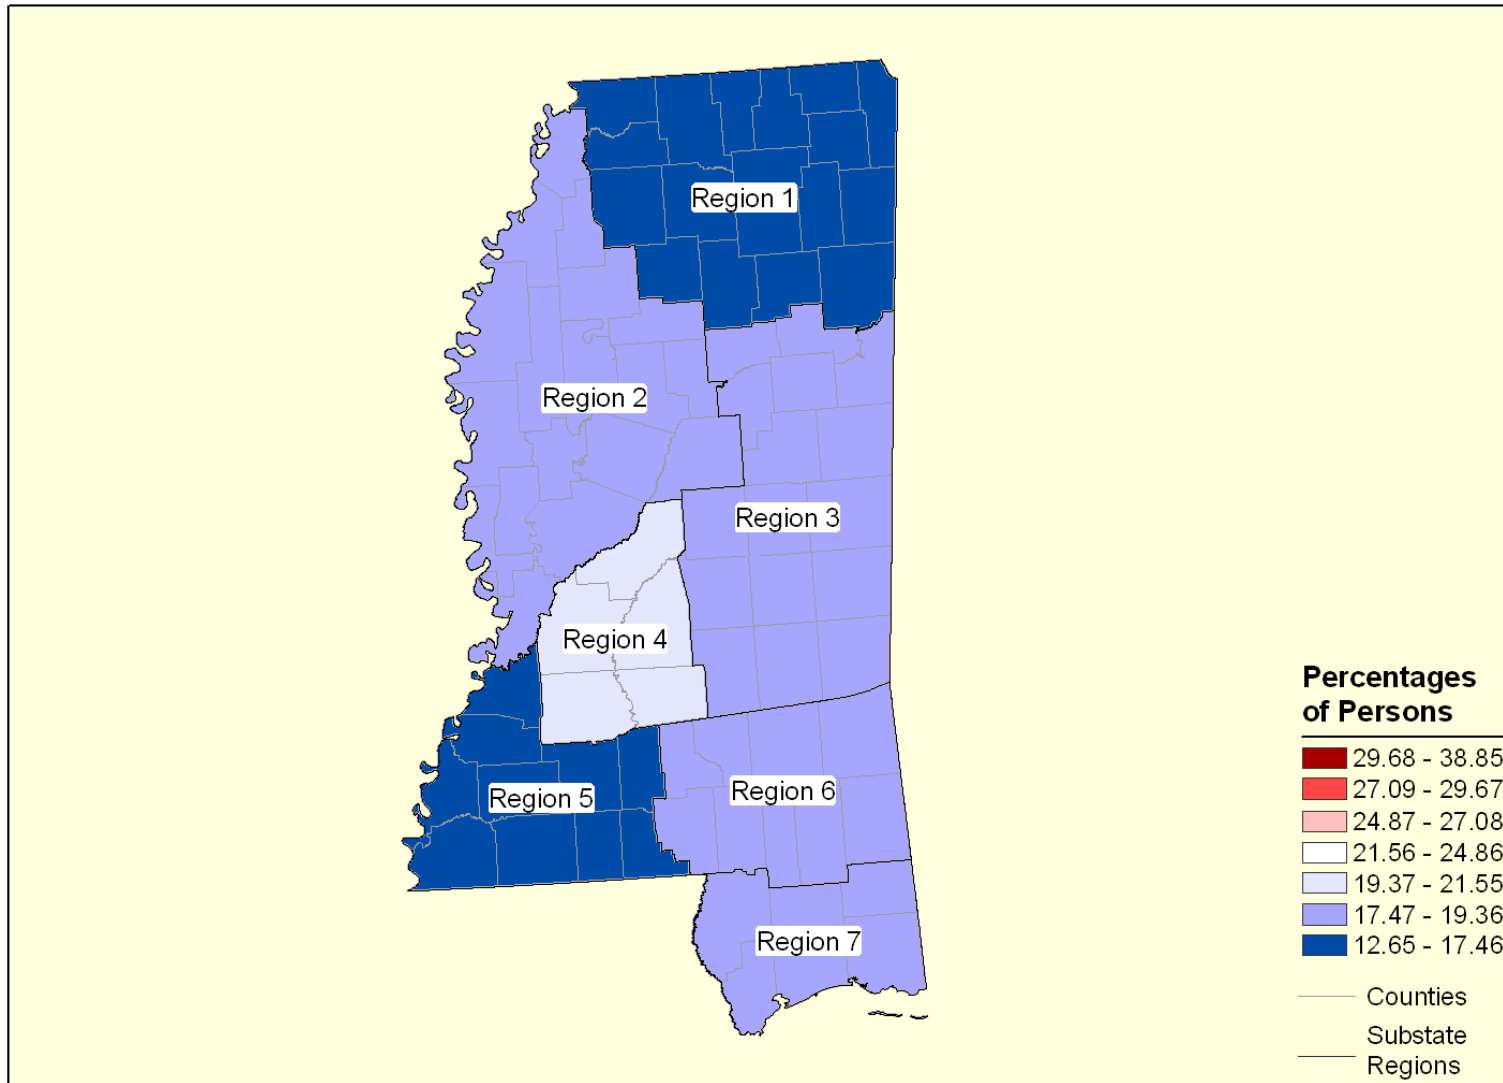 Region 1
Region 2
Region 3
Region 4
Region 5
Region 6
Region 7
Percentages
of Persons
29.68 - 38.85
27.09 - 29.67
24.87 - 27.08
21.56 - 24.86
19.37 - 21.55
17.47 - 19.36
12.65 - 17.46
Counties
Substate
Regions